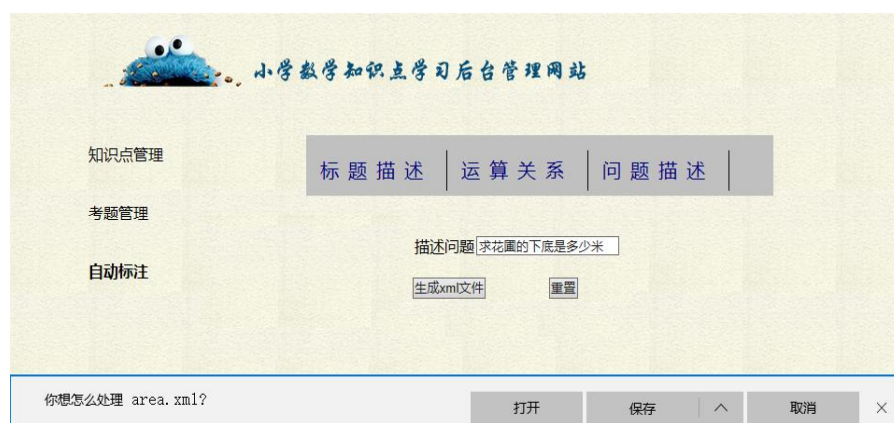 小学数学知识点学习后台管理网站
知识点管理
标题描述 运算关系 问题描述
考题管理
描述问题 求花圃的下底是多少米
自动标注
生成xml文件 重置
你想怎么处理 area.xml?
打开 保存 取消